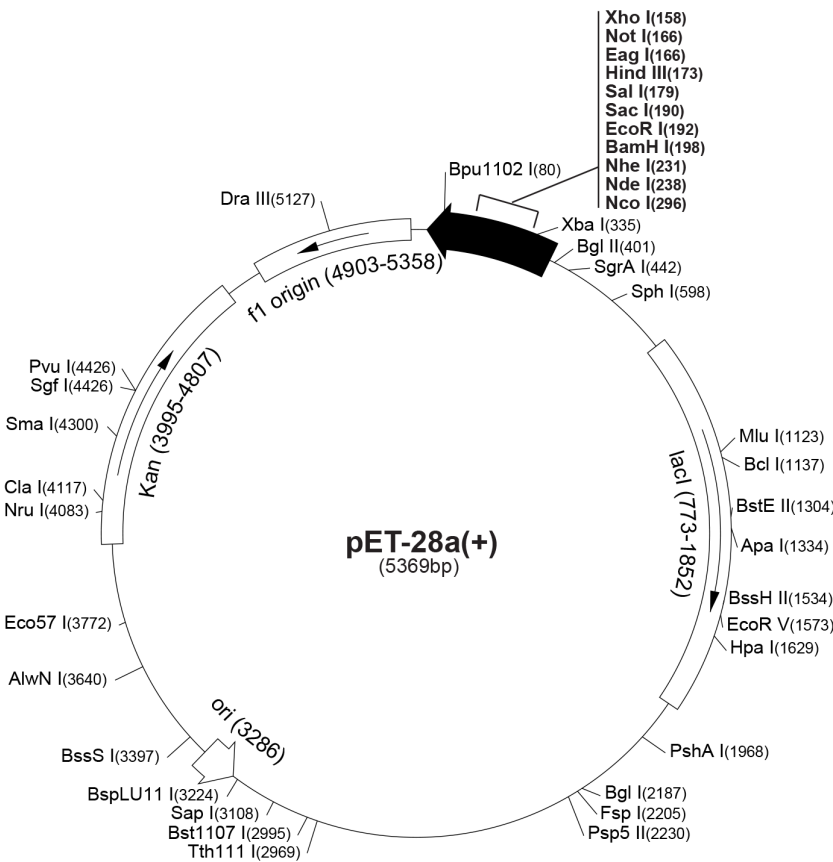 Xho I(158)
Not I(166)
Eag I(166)
Hind III(173)
Sal I(179)
Sac I(190)
EcoR I(192)
BamH I(198)
Nhe I(231)
Nde I(238)
Nco I(296)
Bpu1102 I(80)
Dra III(5127)
Xba I(335)
Bgl II(401)
SgrA I(442)
Sph I(598)
f1 origin (4903-5358)
Pvu I(4426)
Sgf I(4426)
Sma I(4300)
Kan (3995-4807)
Cla I(4117)
Nru I(4083)
Mlu I(1123)
Bcl I(1137)
BstE II(1304)
Apa I(1334)
lacI (773-1852)
BssH II(1534)
EcoR V(1573)
Hpa I(1629)
pET-28a(+)
(5369bp)
Eco57 I(3772)
AlwN I(3640)
ori (3286)
BssS I(3397)
PshA I(1968)
BspLU11 I(3224)
Sap I(3108)
Bst1107 I(2995)
Tth111 I(2969)
Bgl I(2187)
Fsp I(2205)
Psp5 II(2230)